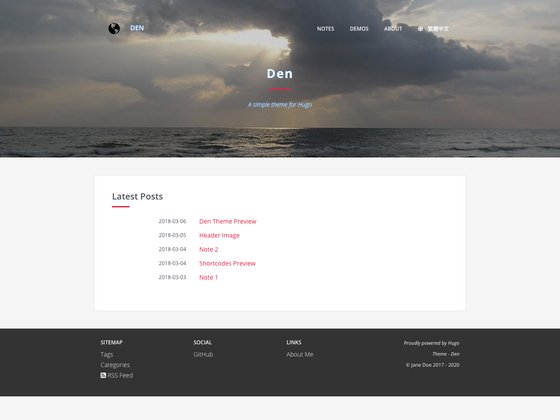 DEN
NOTES DEMOS ABOUT 繁體中文
Den
A simple theme for Hugo
Latest Posts
2018-03-06 Den Theme Preview
2018-03-05 Header Image
2018-03-04 Note 2
2018-03-04 Shortcodes Preview
2018-03-03 Note 1
SITEMAP
Tags
Categories
RSS Feed
SOCIAL
GitHub
LINKS
About Me
Proudly powered by Hugo
Theme - Den
© Jane Doe 2017 - 2020